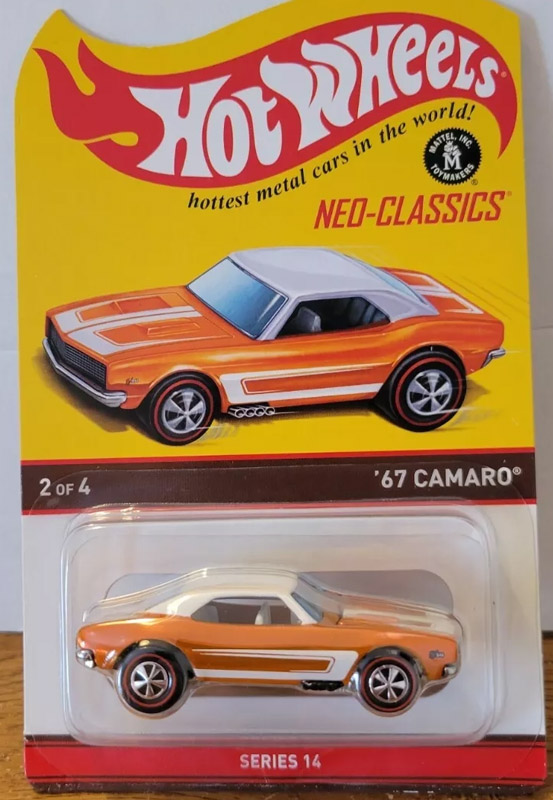 HOT WHEELS®
hottest metal cars in the world!
MATTEL, INC.
M
TOYMAKERS®
NEO-CLASSICS®
2 OF 4
'67 CAMARO®
SERIES 14